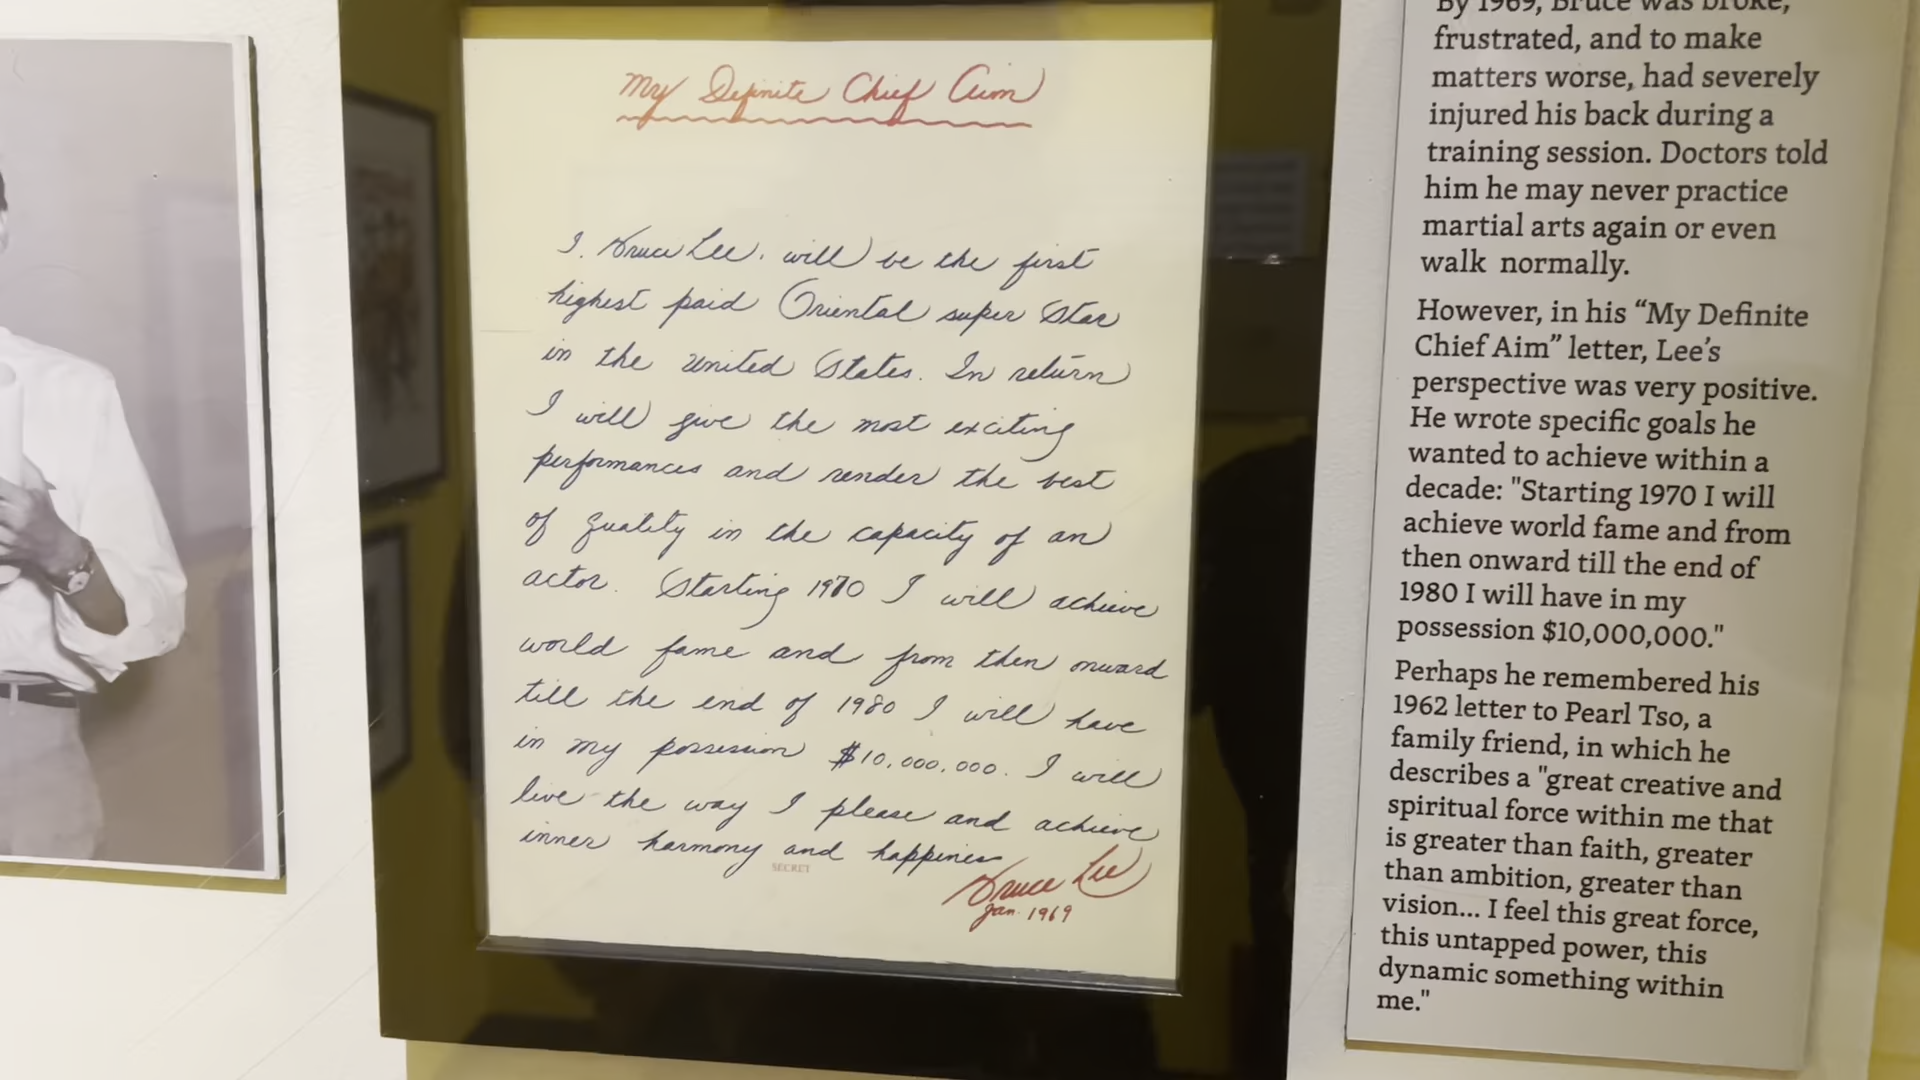 My Definite Chief Aim
I, Bruce Lee, will be the first
highest paid Oriental super star
in the United States. In return
I will give the most exciting
performances and render the best
of quality in the capacity of an
actor. Starting 1970 I will achieve
world fame and from then onward
till the end of 1980 I will have
in my possession $10,000,000. I will
live the way I please and achieve
inner harmony and happiness
SECRET
Bruce Lee
Jan. 1969
By 1969, Bruce was broke,
frustrated, and to make
matters worse, had severely
injured his back during a
training session. Doctors told
him he may never practice
martial arts again or even
walk normally.
However, in his “My Definite
Chief Aim” letter, Lee’s
perspective was very positive.
He wrote specific goals he
wanted to achieve within a
decade: "Starting 1970 I will
achieve world fame and from
then onward till the end of
1980 I will have in my
possession $10,000,000."
Perhaps he remembered his
1962 letter to Pearl Tso, a
family friend, in which he
describes a "great creative and
spiritual force within me that
is greater than faith, greater
than ambition, greater than
vision... I feel this great force,
this untapped power, this
dynamic something within
me."